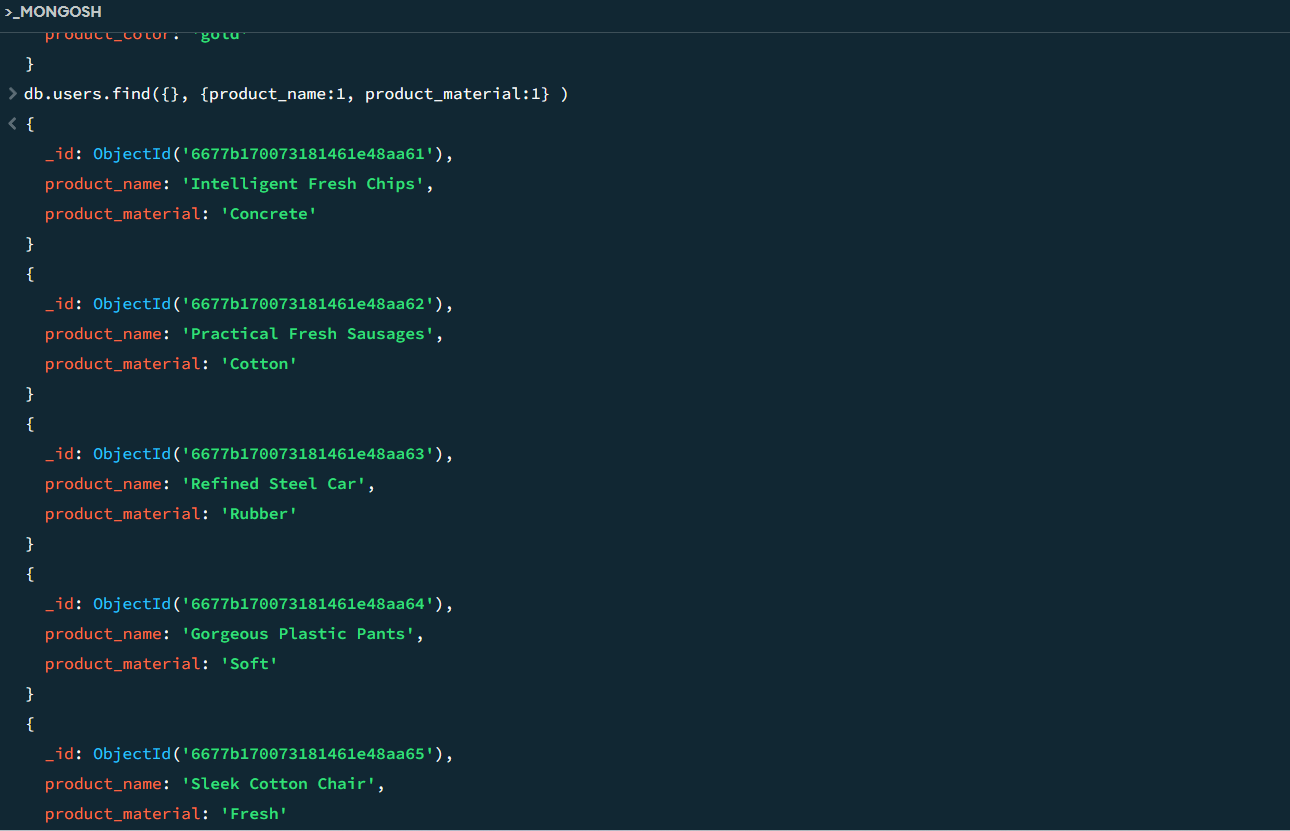 >_MONGOSH
product_color: 'gold'
}
> db.users.find({}, {product_name:1, product_material:1} )
< {
_id: ObjectId('6677b170073181461e48aa61'),
product_name: 'Intelligent Fresh Chips',
product_material: 'Concrete'
}
{
_id: ObjectId('6677b170073181461e48aa62'),
product_name: 'Practical Fresh Sausages',
product_material: 'Cotton'
}
{
_id: ObjectId('6677b170073181461e48aa63'),
product_name: 'Refined Steel Car',
product_material: 'Rubber'
}
{
_id: ObjectId('6677b170073181461e48aa64'),
product_name: 'Gorgeous Plastic Pants',
product_material: 'Soft'
}
{
_id: ObjectId('6677b170073181461e48aa65'),
product_name: 'Sleek Cotton Chair',
product_material: 'Fresh'